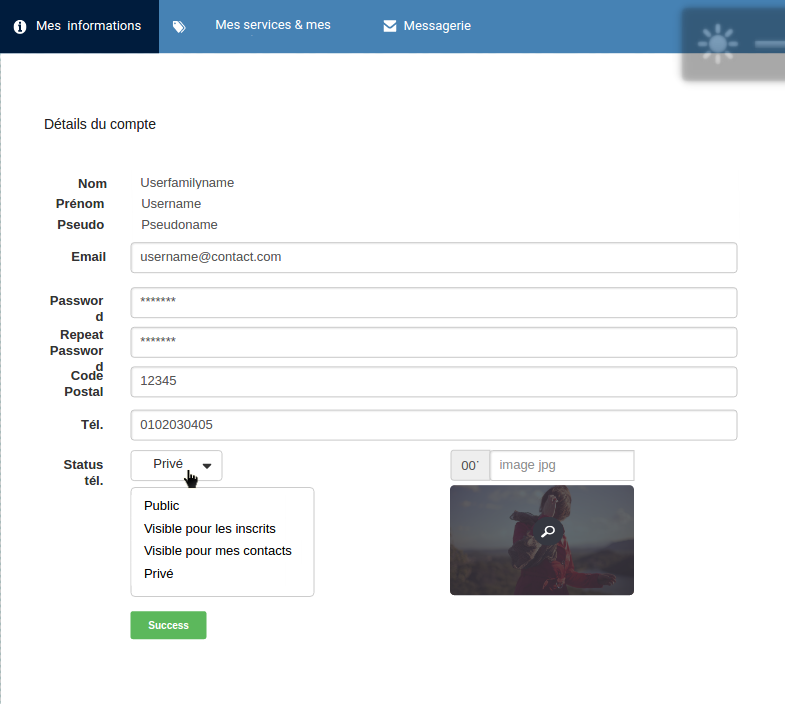 Mes informations
Mes services & mes
Messagerie
Détails du compte
Nom Userfamilyname
Prénom Username
Pseudo Pseudoname
Email username@contact.com
Passwor
d
*******
Repeat
Passwor
d
*******
Code
Postal
12345
Tél. 0102030405
Status
tél.
Privé
00
image jpg
Public
Visible pour les inscrits
Visible pour mes contacts
Privé
Success